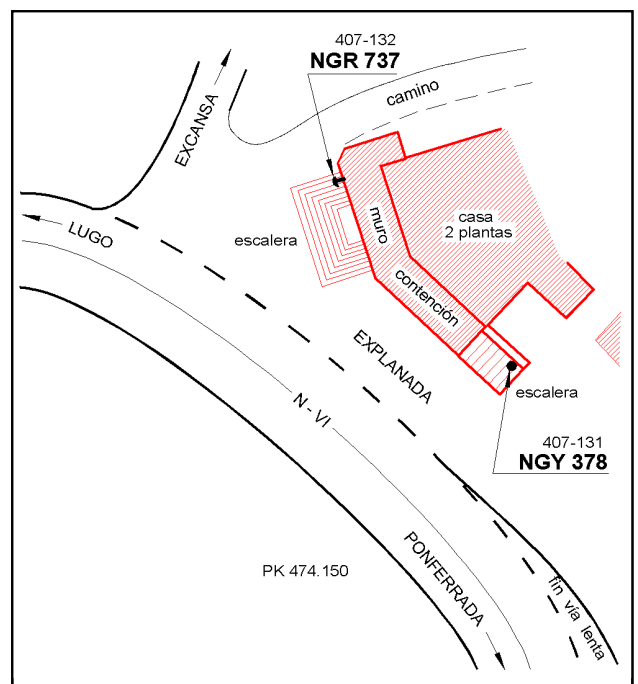 407-132
NGR 737
camino
EXCANSA
LUGO
escalera
muro
casa
2 plantas
contención
EXPLANADA
escalera
N - VI
407-131
NGY 378
PONFERRADA
PK 474.150
fin vía lenta